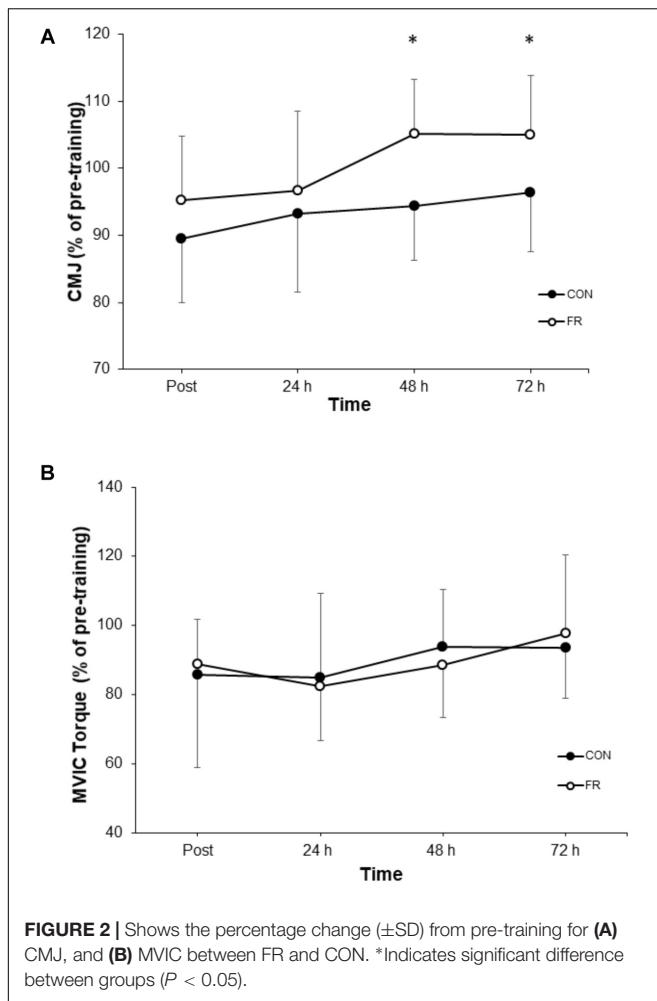 A
120
*
*
110
100
90
80
70
CMJ (% of pre-training)
CON
FR
Post
24 h
48 h
72 h
Time
B
140
120
100
80
60
40
MVIC Torque (% of pre-training)
CON
FR
Post
24 h
48 h
72 h
Time
FIGURE 2 | Shows the percentage change (±SD) from pre-training for (A)
CMJ, and (B) MVIC between FR and CON. *Indicates significant difference
between groups (P < 0.05).